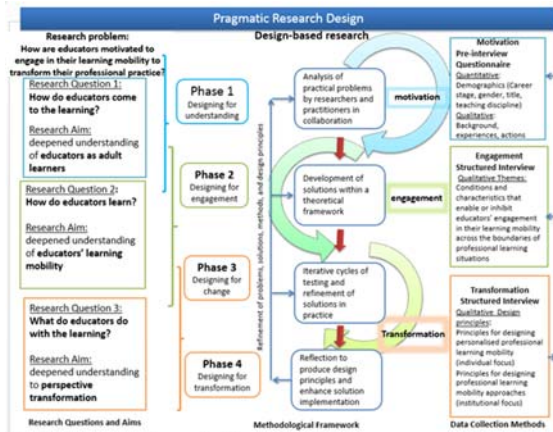 Pragmatic Research Design
Research problem:
How are educators motivated to
engage in their learning mobility to
transform their professional practice?
Research Question 1:
How do educators come
to the learning?
Research Aim:
deepened understanding
of educators as adult
learners
Research Question 2:
How do educators learn?
Research Aim:
deepened understanding
of educators' learning
mobility
Research Question 3:
What do educators do
with the learning?
Research Aim:
deepened understanding
to perspective
transformation
Research Questions and Aims
Phase 1
Designing for
understanding
Phase 2
Designing for
engagement
Phase 3
Designing for
change
Phase 4
Designing for
transformation
Design-based research
Refinement of problems, solutions, methods, and design principles
Analysis of
practical problems
by researchers and
practitioners in
collaboration
Development of
solutions within a
theoretical
framework
Iterative cycles of
testing and
refinement of
solutions in
practice
Reflection to
produce design
principles and
enhance solution
implementation
motivation
engagement
Transformation
Methodological Framework
Motivation
Pre-interview
Questionnaire
Quantitative:
Demographics (Career
stage, gender, title,
teaching discipline)
Qualitative:
Background,
experiences, actions
Engagement
Structured Interview
Qualitative Themes:
Conditions and
characteristics that
enable or inhibit
educators' engagement
in their learning mobility
across the boundaries of
professional learning
situations
Transformation
Structured Interview
Qualitative Design
principles:
Principles for designing
personalised professional
learning mobility
(individual focus)
Principles for designing
professional learning
mobility approaches
(institutional focus)
Data Collection Methods